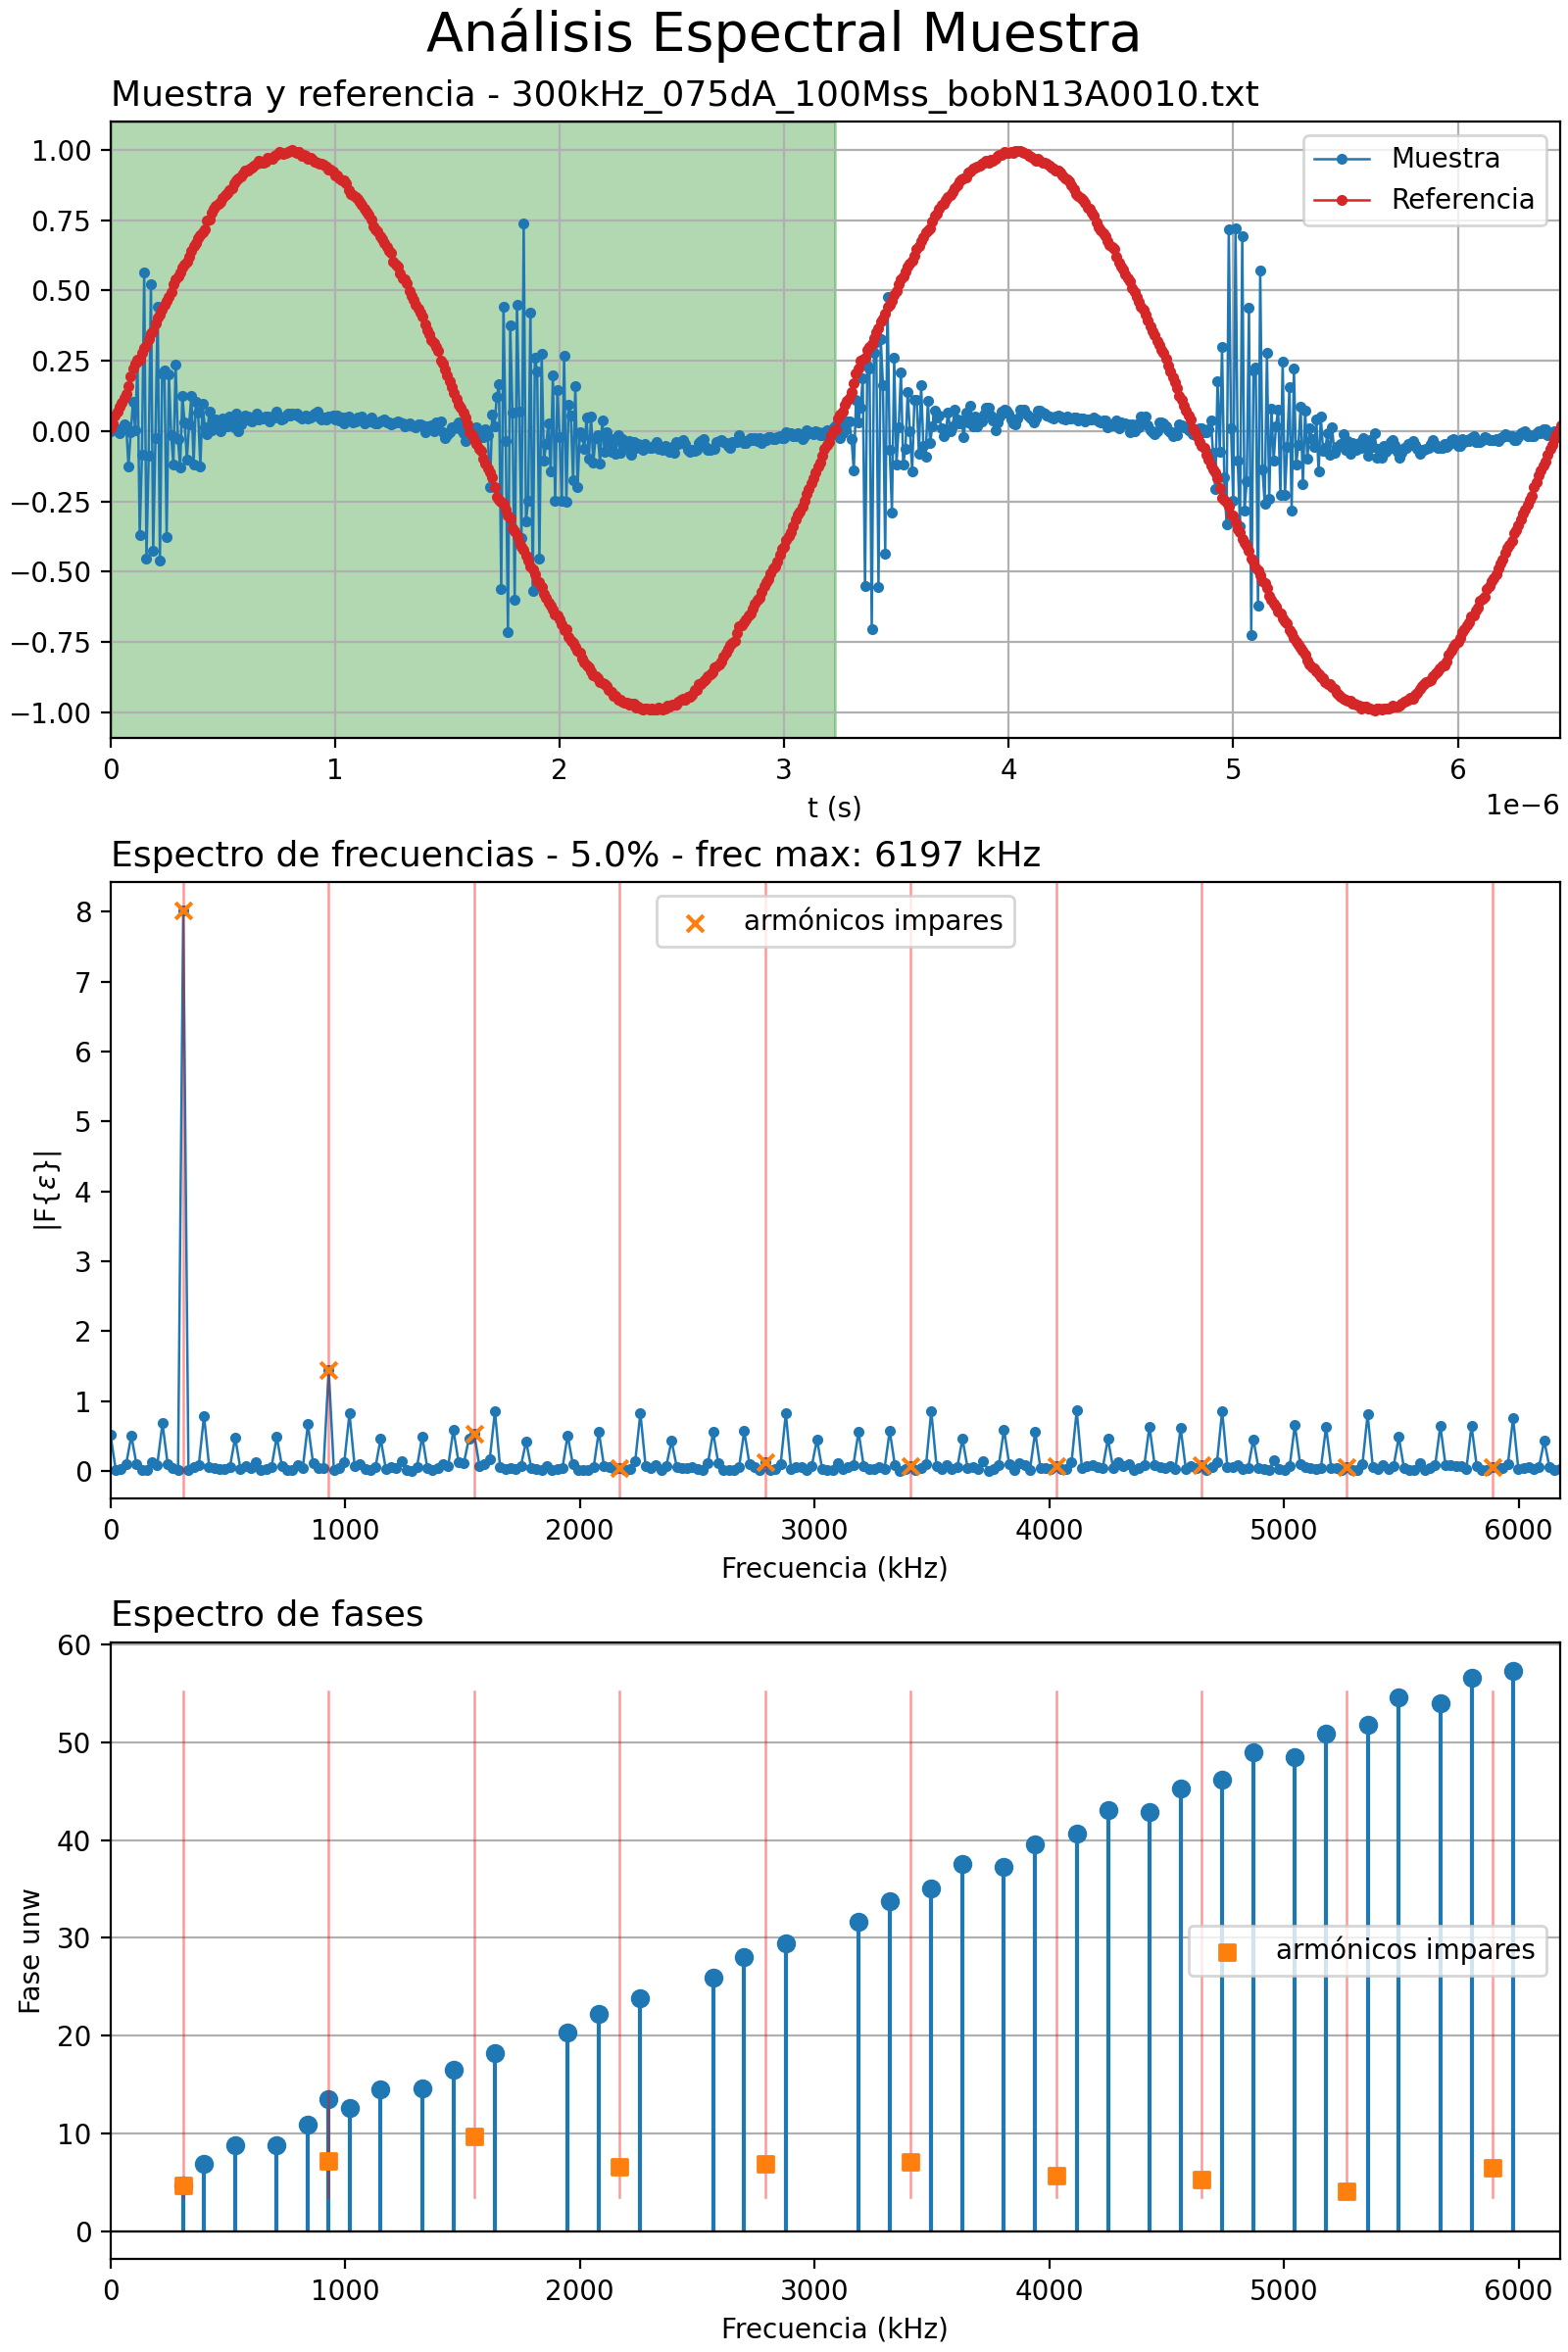 Análisis Espectral Muestra
Muestra y referencia - 300kHz_075dA_100Mss_bobN13A0010.txt
1.00
0.75
0.50
0.25
0.00
−0.25
−0.50
−0.75
−1.00
Muestra
Referencia
0 1 2 3 4 5 6
t (s)
1e−6
Espectro de frecuencias - 5.0% - frec max: 6197 kHz
armónicos impares
8
7
6
5
4
3
2
1
0
|F{ε}|
0 1000 2000 3000 4000 5000 6000
Frecuencia (kHz)
Espectro de fases
60
50
40
30
20
10
0
Fase unw
armónicos impares
0 1000 2000 3000 4000 5000 6000
Frecuencia (kHz)